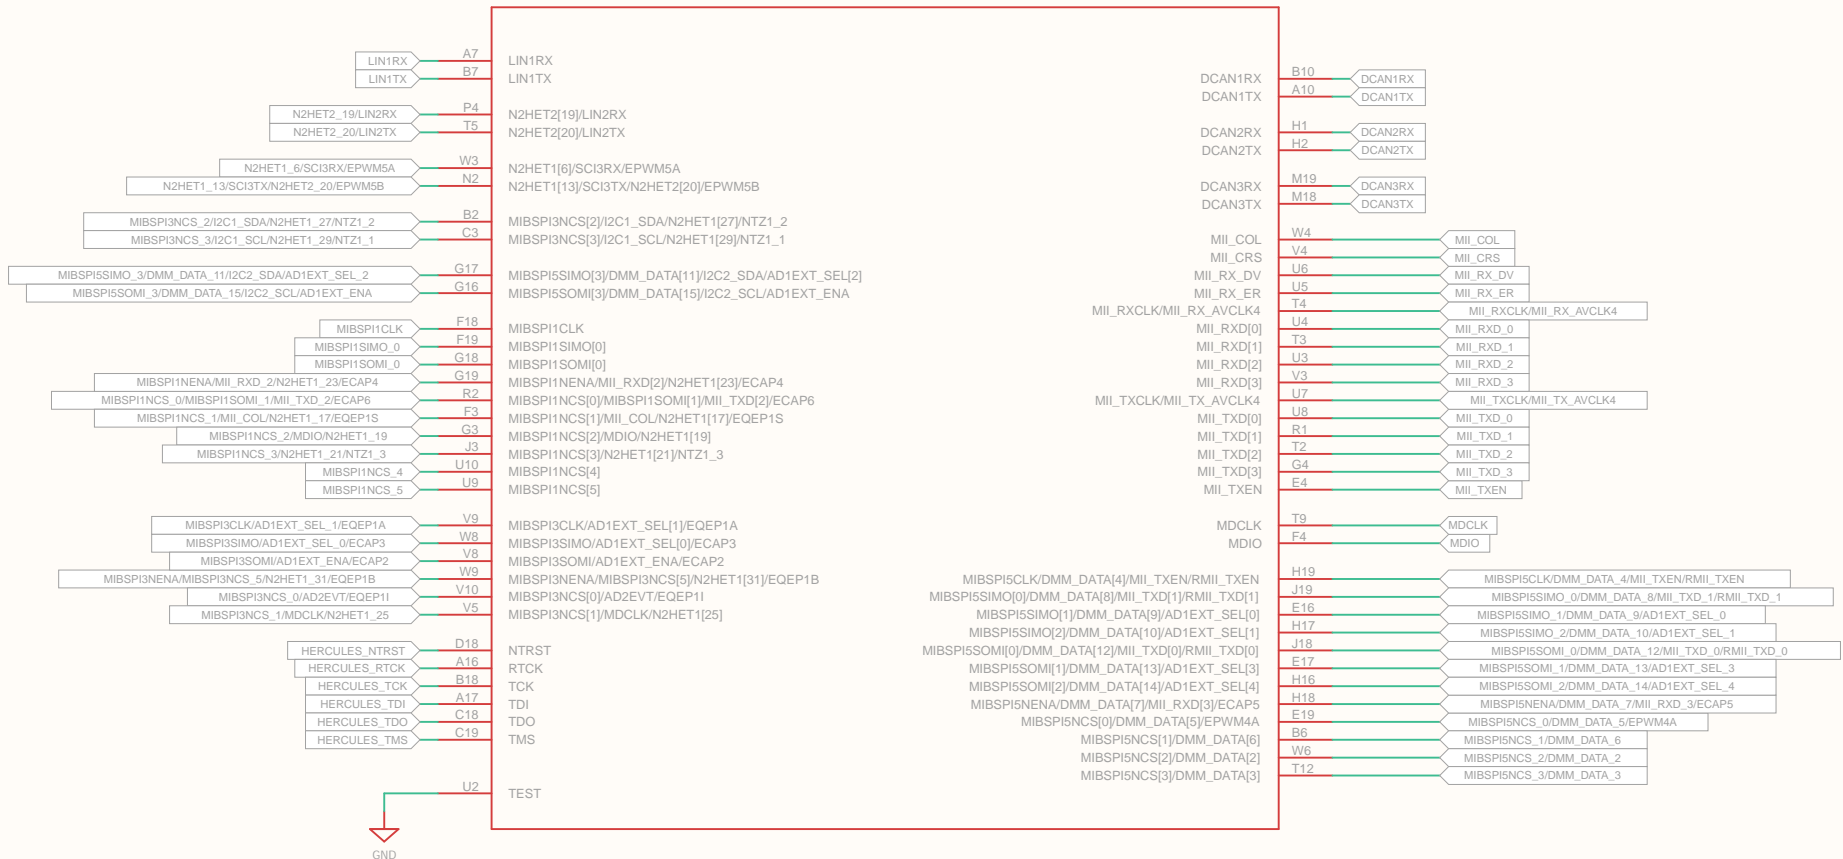 LIN1RX A7 LIN1RX
LIN1TX B7 LIN1TX
N2HET2_19/LIN2RX P4 N2HET2[19]/LIN2RX
N2HET2_20/LIN2TX T5 N2HET2[20]/LIN2TX
N2HET1_6/SCI3RX/EPWM5A W3 N2HET1[6]/SCI3RX/EPWM5A
N2HET1_13/SCI3TX/N2HET2_20/EPWM5B N2 N2HET1[13]/SCI3TX/N2HET2[20]/EPWM5B
MIBSPI3NCS_2/I2C1_SDA/N2HET1_27/NTZ1_2 B2 MIBSPI3NCS[2]/I2C1_SDA/N2HET1[27]/NTZ1_2
MIBSPI3NCS_3/I2C1_SCL/N2HET1_29/NTZ1_1 C3 MIBSPI3NCS[3]/I2C1_SCL/N2HET1[29]/NTZ1_1
MIBSPI5SIMO_3/DMM_DATA_11/I2C2_SDA/AD1EXT_SEL_2 G17 MIBSPI5SIMO[3]/DMM_DATA[11]/I2C2_SDA/AD1EXT_SEL[2]
MIBSPI5SOMI_3/DMM_DATA_15/I2C2_SCL/AD1EXT_ENA G16 MIBSPI5SOMI[3]/DMM_DATA[15]/I2C2_SCL/AD1EXT_ENA
MIBSPI1CLK F18 MIBSPI1CLK
MIBSPI1SIMO_0 F19 MIBSPI1SIMO[0]
MIBSPI1SOMI_0 G18 MIBSPI1SOMI[0]
MIBSPI1NENA/MII_RXD_2/N2HET1_23/ECAP4 G19 MIBSPI1NENA/MII_RXD[2]/N2HET1[23]/ECAP4
MIBSPI1NCS_0/MIBSPI1SOMI_1/MII_TXD_2/ECAP6 R2 MIBSPI1NCS[0]/MIBSPI1SOMI[1]/MII_TXD[2]/ECAP6
MIBSPI1NCS_1/MII_COL/N2HET1_17/EQEP1S F3 MIBSPI1NCS[1]/MII_COL/N2HET1[17]/EQEP1S
MIBSPI1NCS_2/MDIO/N2HET1_19 G3 MIBSPI1NCS[2]/MDIO/N2HET1[19]
MIBSPI1NCS_3/N2HET1_21/NTZ1_3 J3 MIBSPI1NCS[3]/N2HET1[21]/NTZ1_3
MIBSPI1NCS_4 U10 MIBSPI1NCS[4]
MIBSPI1NCS_5 U9 MIBSPI1NCS[5]
MIBSPI3CLK/AD1EXT_SEL_1/EQEP1A V9 MIBSPI3CLK/AD1EXT_SEL[1]/EQEP1A
MIBSPI3SIMO/AD1EXT_SEL_0/ECAP3 W8 MIBSPI3SIMO/AD1EXT_SEL[0]/ECAP3
MIBSPI3SOMI/AD1EXT_ENA/ECAP2 V8 MIBSPI3SOMI/AD1EXT_ENA/ECAP2
MIBSPI3NENA/MIBSPI3NCS_5/N2HET1_31/EQEP1B W9 MIBSPI3NENA/MIBSPI3NCS[5]/N2HET1[31]/EQEP1B
MIBSPI3NCS_0/AD2EVT/EQEP1I V10 MIBSPI3NCS[0]/AD2EVT/EQEP1I
MIBSPI3NCS_1/MDCLK/N2HET1_25 V5 MIBSPI3NCS[1]/MDCLK/N2HET1[25]
HERCULES_NTRST D18 NTRST
HERCULES_RTCK A16 RTCK
HERCULES_TCK B18 TCK
HERCULES_TDI A17 TDI
HERCULES_TDO C18 TDO
HERCULES_TMS C19 TMS
U2 TEST
GND
DCAN1RX B10 DCAN1RX
DCAN1TX A10 DCAN1TX
DCAN2RX H1 DCAN2RX
DCAN2TX H2 DCAN2TX
DCAN3RX M19 DCAN3RX
DCAN3TX M18 DCAN3TX
MII_COL W4 MII_COL
MII_CRS V4 MII_CRS
MII_RX_DV U6 MII_RX_DV
MII_RX_ER U5 MII_RX_ER
MII_RXCLK/MII_RX_AVCLK4 T4 MII_RXCLK/MII_RX_AVCLK4
MII_RXD[0] U4 MII_RXD_0
MII_RXD[1] T3 MII_RXD_1
MII_RXD[2] U3 MII_RXD_2
MII_RXD[3] V3 MII_RXD_3
MII_TXCLK/MII_TX_AVCLK4 U7 MII_TXCLK/MII_TX_AVCLK4
MII_TXD[0] U8 MII_TXD_0
MII_TXD[1] R1 MII_TXD_1
MII_TXD[2] T2 MII_TXD_2
MII_TXD[3] G4 MII_TXD_3
MII_TXEN E4 MII_TXEN
MDCLK T9 MDCLK
MDIO F4 MDIO
MIBSPI5CLK/DMM_DATA[4]/MII_TXEN/RMII_TXEN H19 MIBSPI5CLK/DMM_DATA_4/MII_TXEN/RMII_TXEN
MIBSPI5SIMO[0]/DMM_DATA[8]/MII_TXD[1]/RMII_TXD[1] J19 MIBSPI5SIMO_0/DMM_DATA_8/MII_TXD_1/RMII_TXD_1
MIBSPI5SIMO[1]/DMM_DATA[9]/AD1EXT_SEL[0] E16 MIBSPI5SIMO_1/DMM_DATA_9/AD1EXT_SEL_0
MIBSPI5SIMO[2]/DMM_DATA[10]/AD1EXT_SEL[1] H17 MIBSPI5SIMO_2/DMM_DATA_10/AD1EXT_SEL_1
MIBSPI5SOMI[0]/DMM_DATA[12]/MII_TXD[0]/RMII_TXD[0] J18 MIBSPI5SOMI_0/DMM_DATA_12/MII_TXD_0/RMII_TXD_0
MIBSPI5SOMI[1]/DMM_DATA[13]/AD1EXT_SEL[3] E17 MIBSPI5SOMI_1/DMM_DATA_13/AD1EXT_SEL_3
MIBSPI5SOMI[2]/DMM_DATA[14]/AD1EXT_SEL[4] H16 MIBSPI5SOMI_2/DMM_DATA_14/AD1EXT_SEL_4
MIBSPI5NENA/DMM_DATA[7]/MII_RXD[3]/ECAP5 H18 MIBSPI5NENA/DMM_DATA_7/MII_RXD_3/ECAP5
MIBSPI5NCS[0]/DMM_DATA[5]/EPWM4A E19 MIBSPI5NCS_0/DMM_DATA_5/EPWM4A
MIBSPI5NCS[1]/DMM_DATA[6] B6 MIBSPI5NCS_1/DMM_DATA_6
MIBSPI5NCS[2]/DMM_DATA[2] W6 MIBSPI5NCS_2/DMM_DATA_2
MIBSPI5NCS[3]/DMM_DATA[3] T12 MIBSPI5NCS_3/DMM_DATA_3